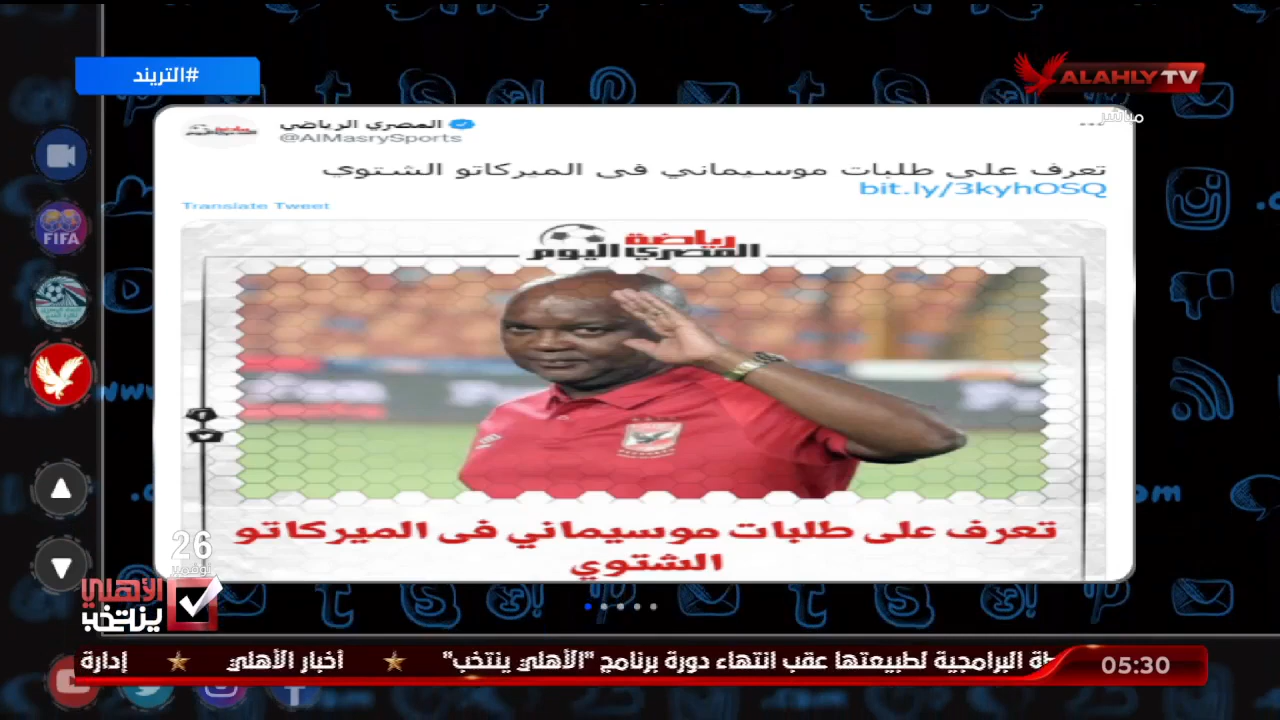 #التريند
ALAHLY TV
مباشر
المصري الرياضي
@AlMasrySports
تعرف على طلبات موسيماني فى الميركاتو الشتوي
bit.ly/3kyhOSQ
Translate Tweet
رياضة
المصري اليوم
FIFA
تعرف على طلبات موسيماني فى الميركاتو
الشتوي
26
نوفمبر
الأهلي
ينتخب
البرامجية لطبيعتها عقب انتهاء دورة برنامج "الأهلي ينتخب" ★ أخبار الأهلي ★ إدارة
05:30